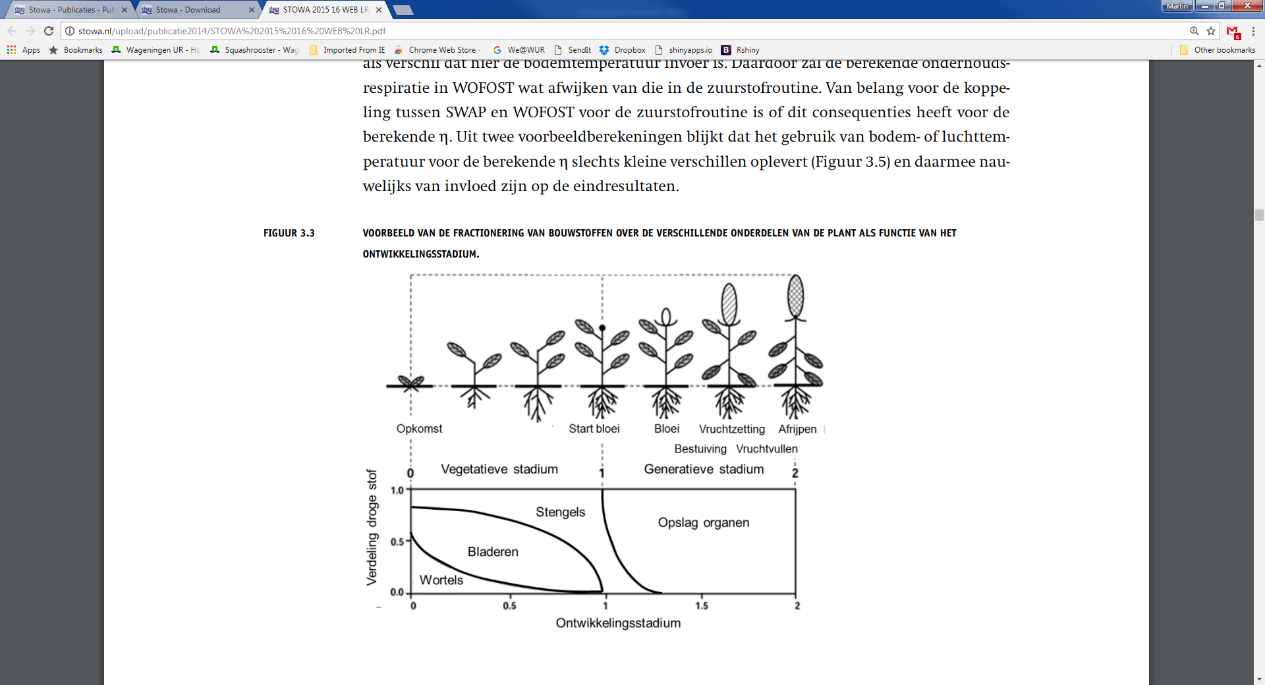 Stowa - Publicaties - Pub
Stowa - Download
STOWA 2015 16 WEB LR.
Martin
stowa.nl/upload/publicatie2014/STOWA%202015%2016%20WEB%20LR.pdf
Apps
Bookmarks
Wageningen UR - Ho
Squashrooster - Wag
Imported From IE
Chrome Web Store -
We@WUR
SendIt
Dropbox
shinyapps.io
Rshiny
Other bookmarks
als verschil dat hier de bodemtemperatuur invoer is. Daardoor zal de berekende onderhouds-
respiratie in WOFOST wat afwijken van die in de zuurstofroutine. Van belang voor de koppe-
ling tussen SWAP en WOFOST voor de zuurstofroutine is of dit consequenties heeft voor de
berekende η. Uit twee voorbeeldberekeningen blijkt dat het gebruik van bodem- of luchttem-
peratuur voor de berekende η slechts kleine verschillen oplevert (Figuur 3.5) en daarmee nau-
welijks van invloed zijn op de eindresultaten.
FIGUUR 3.3
VOORBEELD VAN DE FRACTIONERING VAN BOUWSTOFFEN OVER DE VERSCHILLENDE ONDERDELEN VAN DE PLANT ALS FUNCTIE VAN HET
ONTWIKKELINGSSTADIUM.
Opkomst Start bloei Bloei Vruchtzetting Afrijpen
Bestuiving Vruchtvullen
0 Vegetatieve stadium 1 Generatieve stadium 2
Verdeling droge stof
1.0
0.5
0.0
Stengels
Opslag organen
Bladeren
Wortels
0 0.5 1 1.5 2
Ontwikkelingsstadium